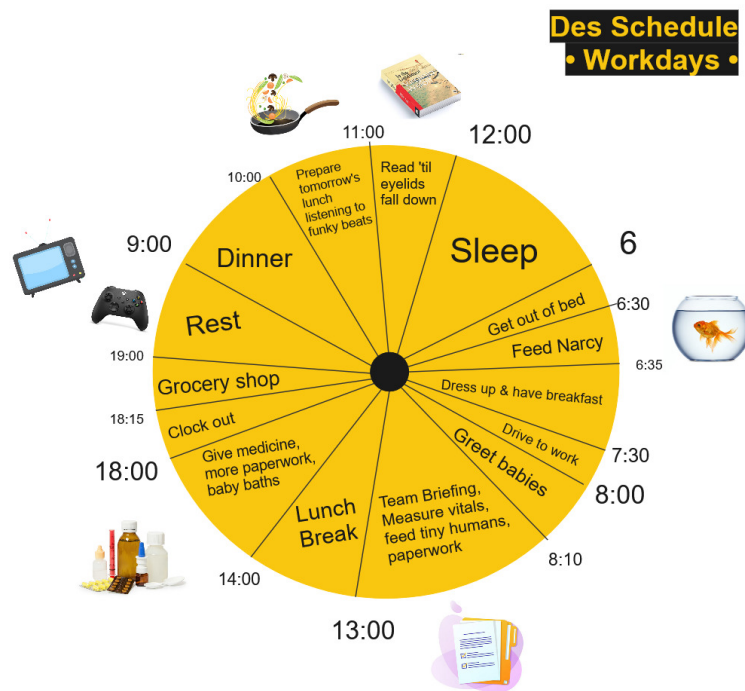 Des Schedule
• Workdays •
12:00
Sleep
6
Get out of bed
6:30
Feed Narcy
6:35
Dress up & have breakfast
7:30
Drive to work
8:00
Greet babies
8:10
Team Briefing,
Measure vitals,
feed tiny humans,
paperwork
13:00
Lunch
Break
14:00
Give medicine,
more paperwork,
baby baths
18:00
Clock out
18:15
Grocery shop
19:00
Rest
9:00
Dinner
10:00
Prepare
tomorrow's
lunch
listening to
funky beats
11:00
Read 'til
eyelids
fall down